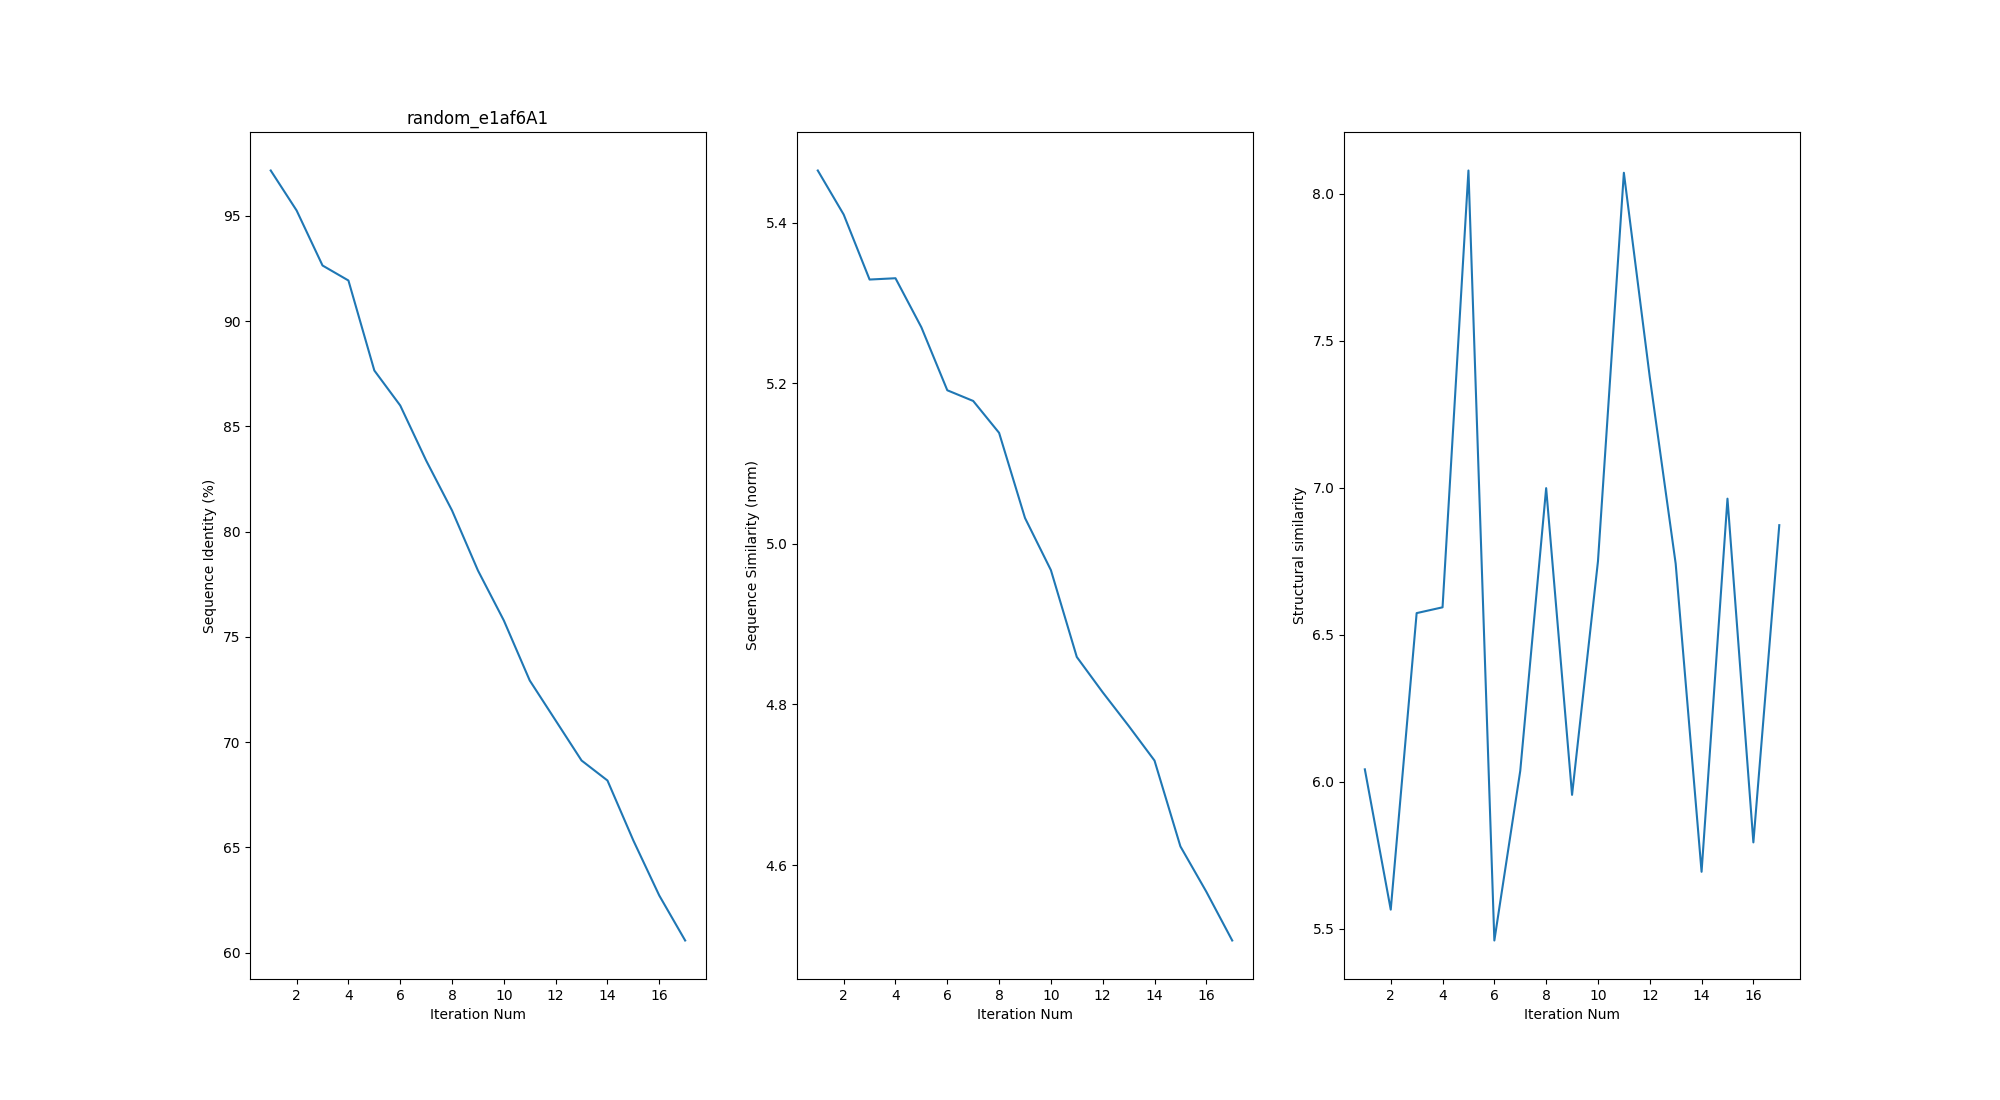 random_e1af6A1
Sequence Identity (%)
95
90
85
80
75
70
65
60
2 4 6 8 10 12 14 16
Iteration Num
Sequence Similarity (norm)
5.4
5.2
5.0
4.8
4.6
2 4 6 8 10 12 14 16
Iteration Num
Structural similarity
8.0
7.5
7.0
6.5
6.0
5.5
2 4 6 8 10 12 14 16
Iteration Num